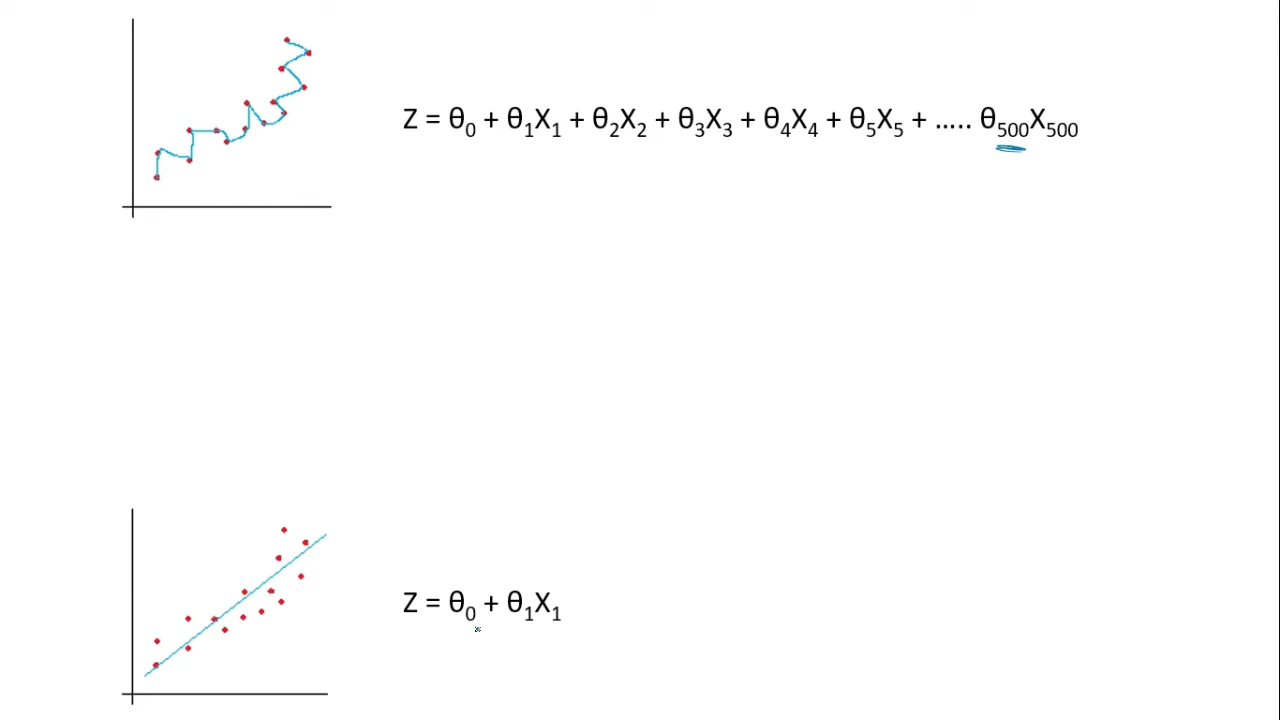 Z = θ₀ + θ₁X₁ + θ₂X₂ + θ₃X₃ + θ₄X₄ + θ₅X₅ + ..... θ₅₀₀X₅₀₀
Z = θ₀ + θ₁X₁